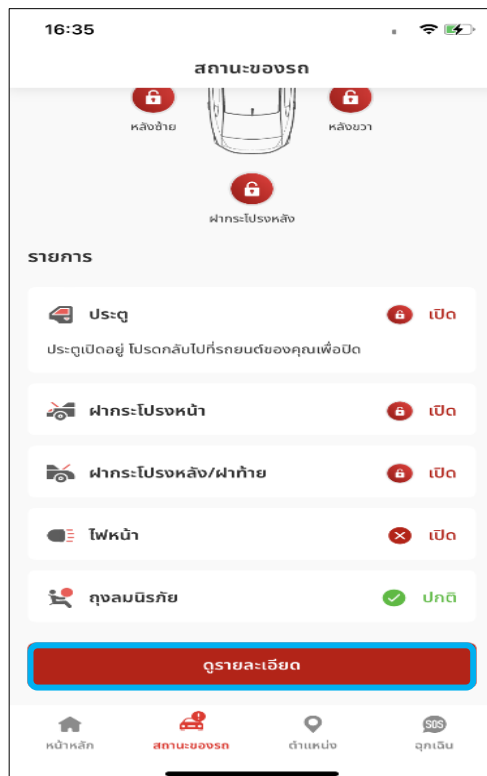 16:35
สถานะของรถ
หลังซ้าย
หลังขวา
ฝากระโปรงหลัง
รายการ
ประตู
เปิด
ประตูเปิดอยู่ โปรดกลับไปที่รถยนต์ของคุณเพื่อปิด
ฝากระโปรงหน้า
เปิด
ฝากระโปรงหลัง/ฝาท้าย
เปิด
ไฟหน้า
เปิด
ถุงลมนิรภัย
ปกติ
ดูรายละเอียด
หน้าหลัก
สถานะของรถ
ตำแหน่ง
SOS
ฉุกเฉิน